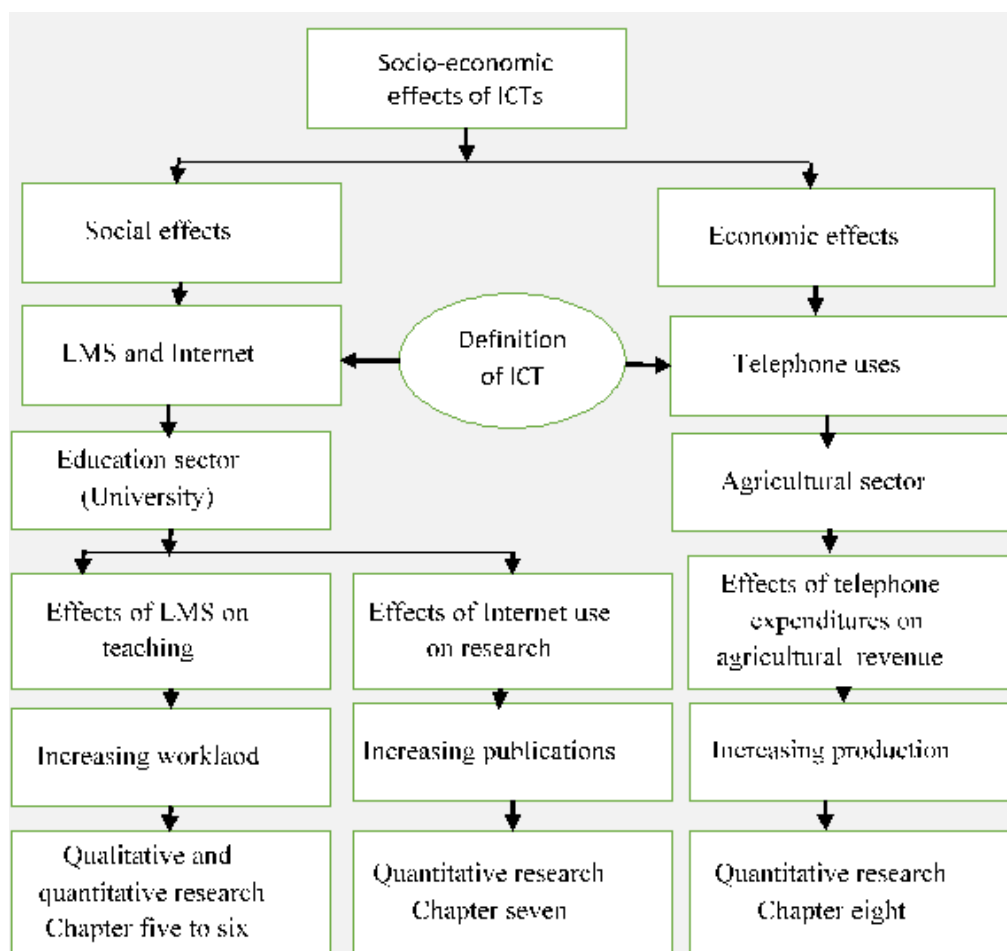 Socio-economic
effects of ICTs
Social effects
Economic effects
LMS and Internet
Definition
of ICT
Telephone uses
Education sector
(University)
Agricultural sector
Effects of LMS on
teaching
Effects of Internet use
on research
Effects of telephone
expenditures on
agricultural revenue
Increasing worklaod
Increasing publications
Increasing production
Qualitative and
quantitative research
Chapter five to six
Quantitative research
Chapter seven
Quantitative research
Chapter eight